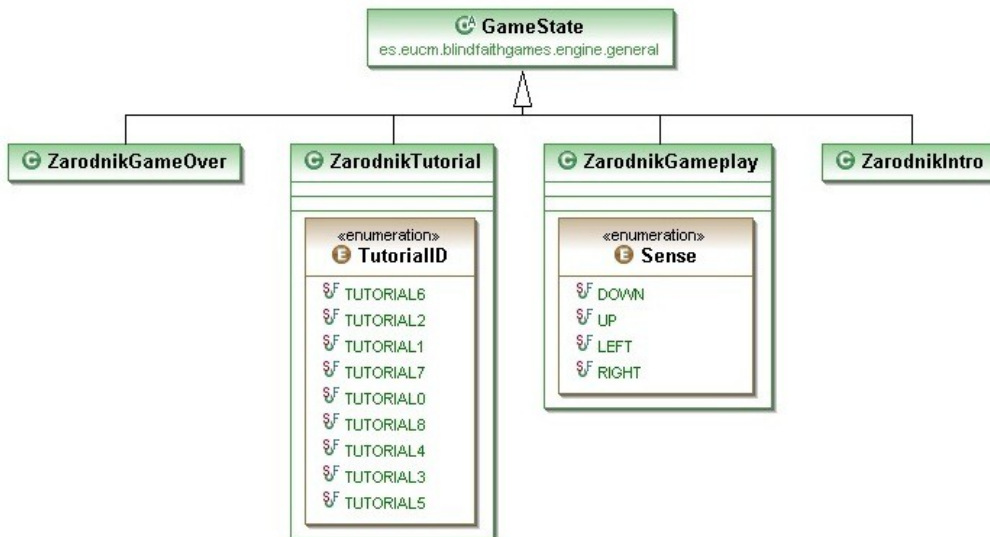 GameState
es.eucm.blindfaithgames.engine.general
ZarodnikGameOver
ZarodnikTutorial
ZarodnikGameplay
ZarodnikIntro
«enumeration»
TutorialID
TUTORIAL6
TUTORIAL2
TUTORIAL1
TUTORIAL7
TUTORIAL0
TUTORIAL8
TUTORIAL4
TUTORIAL3
TUTORIAL5
«enumeration»
Sense
DOWN
UP
LEFT
RIGHT